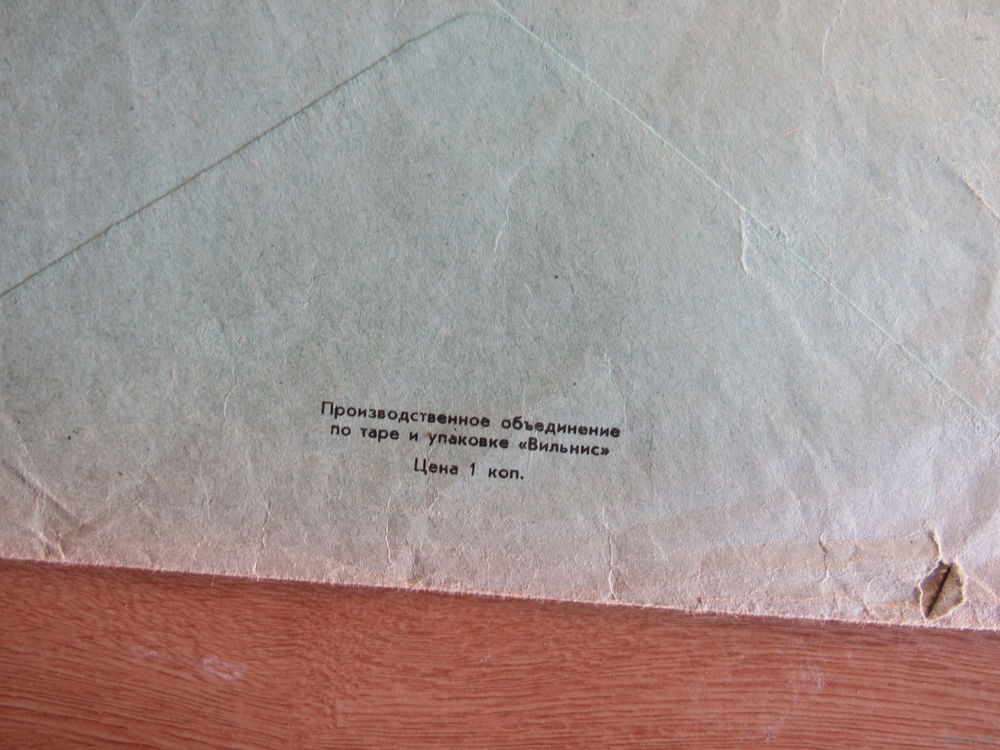 Производственное объединение
по таре и упаковке «Вильнис»
Цена 1 коп.